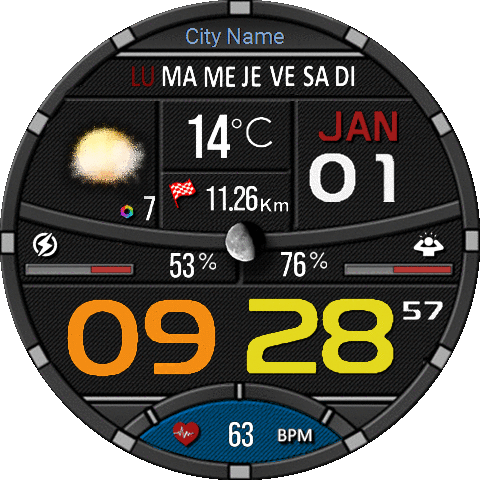 City Name
LU MA ME JE VE SA DI
14°C
JAN
01
7
11.26 Km
53%
76%
09 28 57
63 BPM